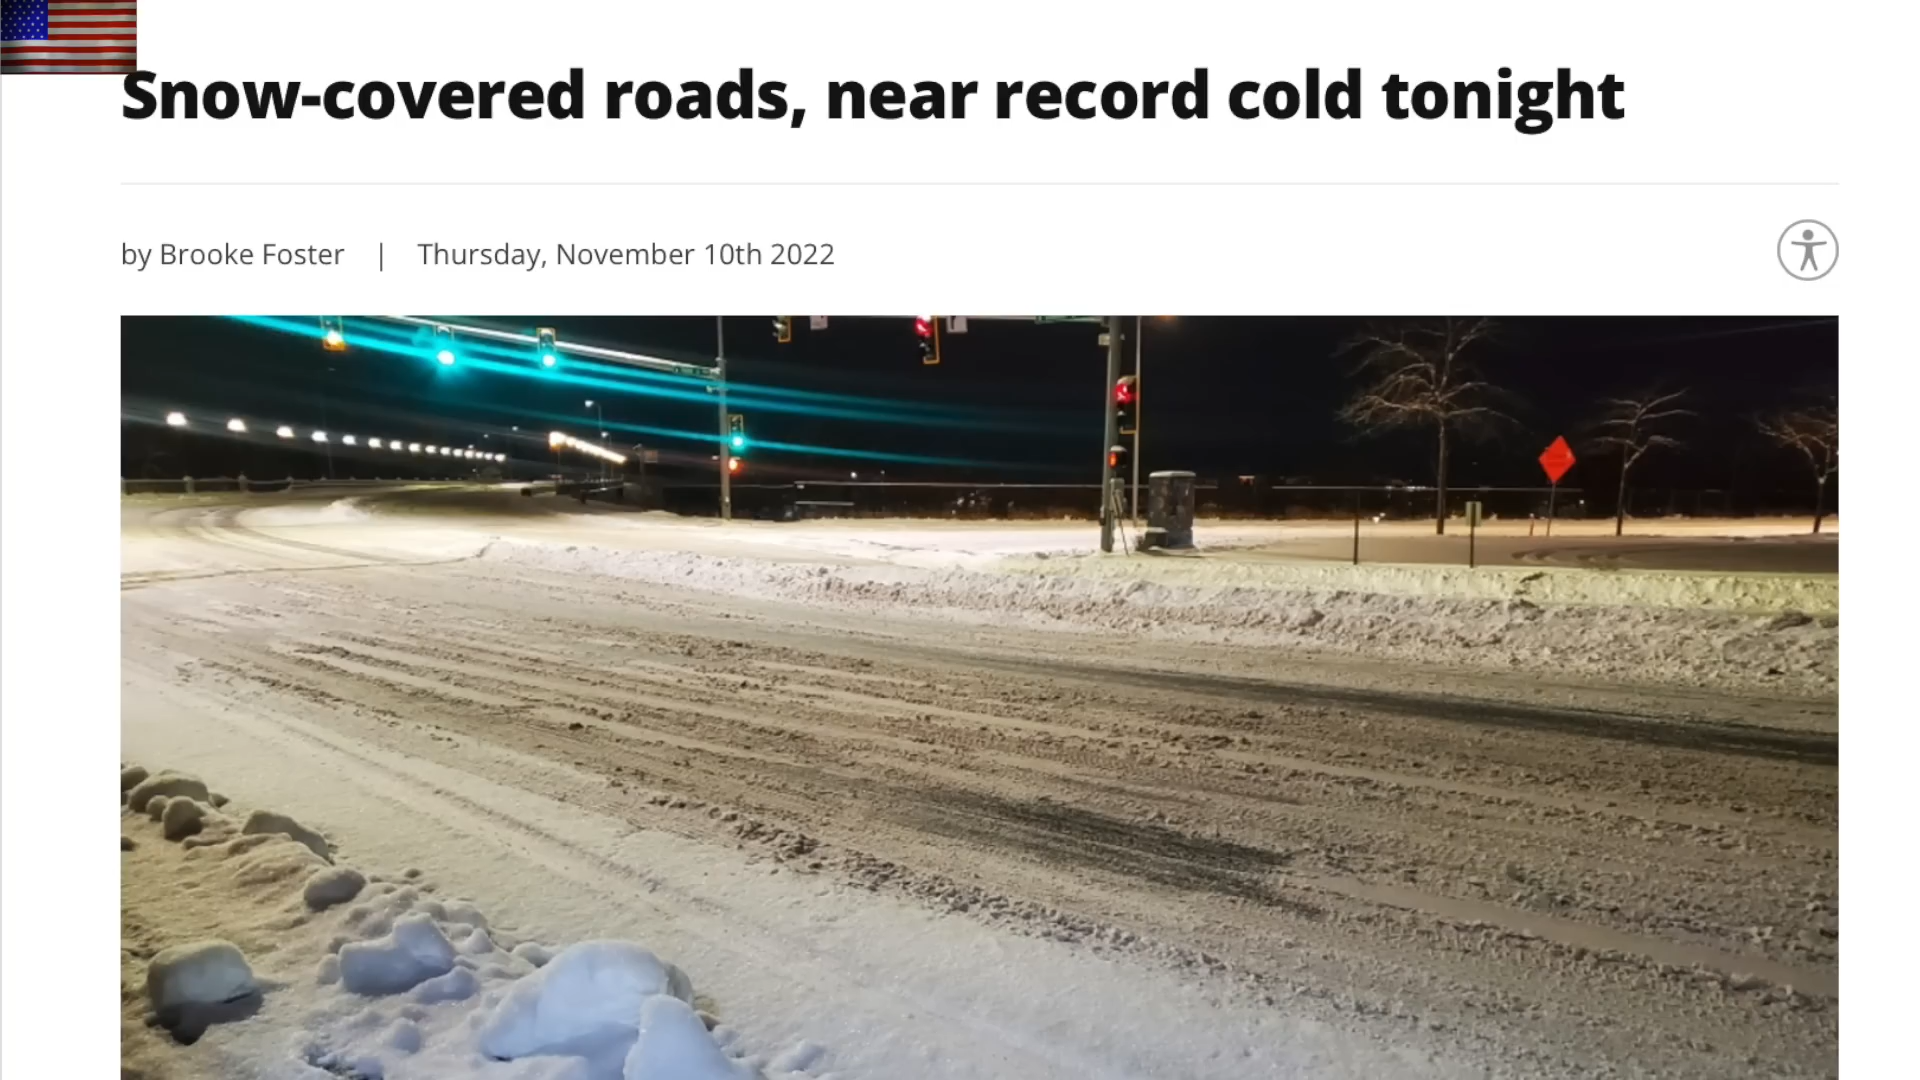 Snow-covered roads, near record cold tonight
by Brooke Foster | Thursday, November 10th 2022